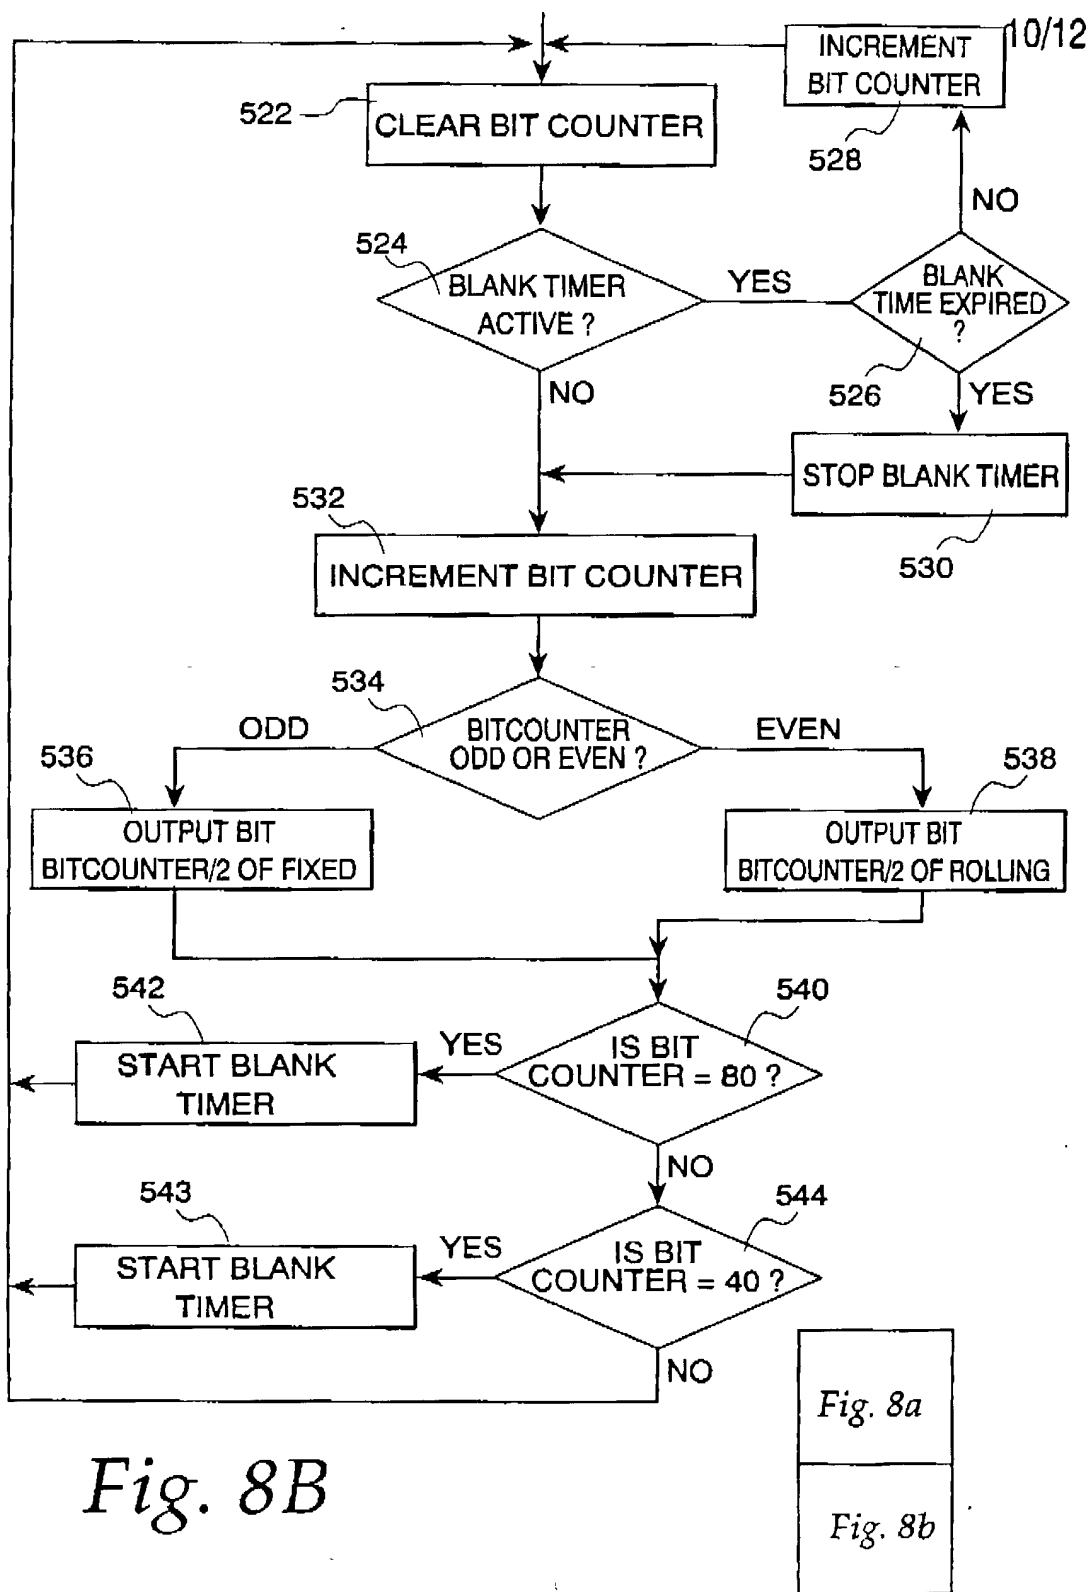 10/12
INCREMENT
BIT COUNTER
528
522
CLEAR BIT COUNTER
NO
524
BLANK TIMER
ACTIVE ?
YES
BLANK
TIME EXPIRED
?
526
YES
NO
STOP BLANK TIMER
530
532
INCREMENT BIT COUNTER
534
BITCOUNTER
ODD OR EVEN ?
ODD
EVEN
536
OUTPUT BIT
BITCOUNTER/2 OF FIXED
538
OUTPUT BIT
BITCOUNTER/2 OF ROLLING
540
IS BIT
COUNTER = 80 ?
YES
542
START BLANK
TIMER
NO
544
IS BIT
COUNTER = 40 ?
YES
543
START BLANK
TIMER
NO
Fig. 8B
Fig. 8a
Fig. 8b